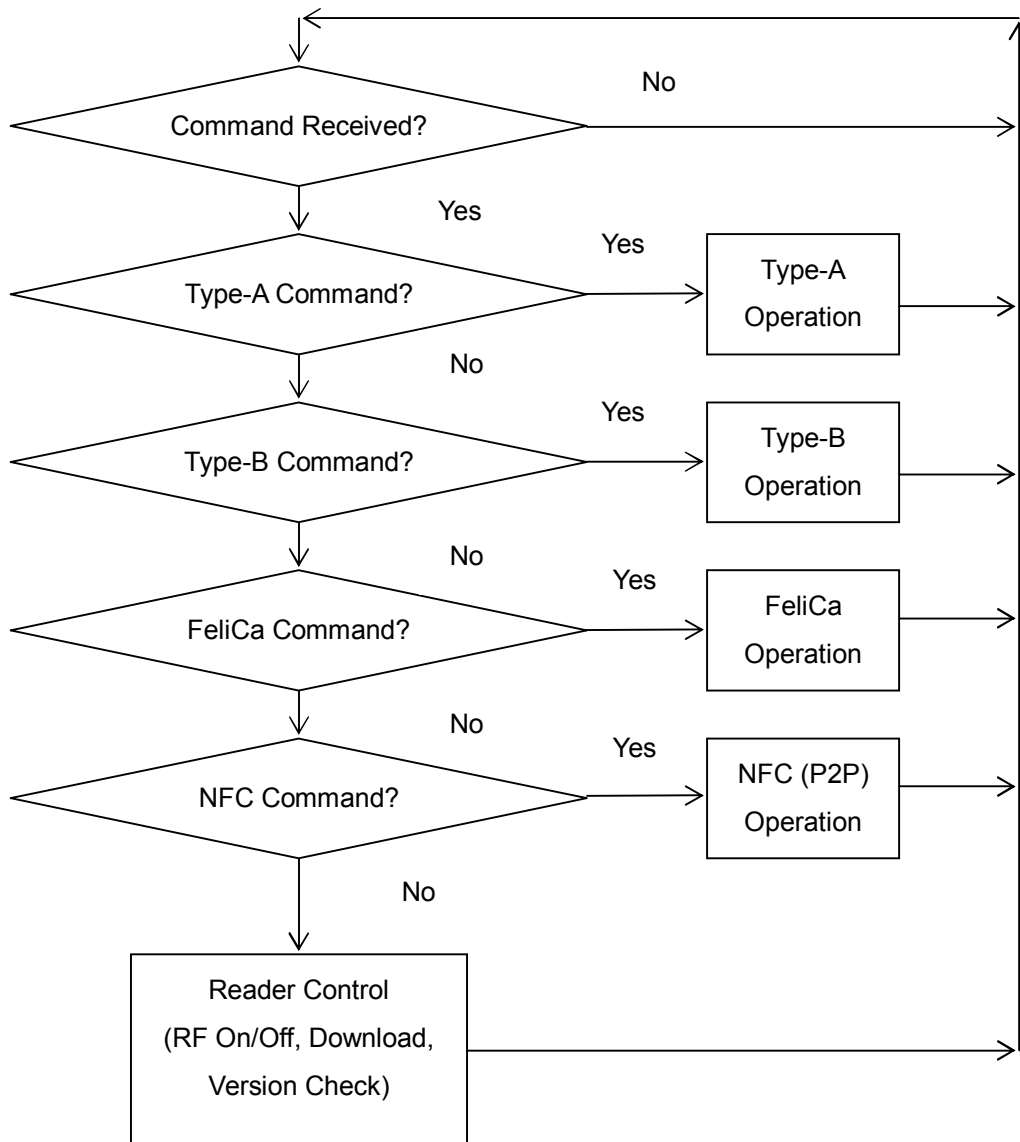 No
Command Received?
Yes
Yes
Type-A
Operation
Type-A Command?
No
Yes
Type-B
Operation
Type-B Command?
No
Yes
FeliCa
Operation
FeliCa Command?
No
Yes
NFC (P2P)
Operation
NFC Command?
No
Reader Control
(RF On/Off, Download,
Version Check)